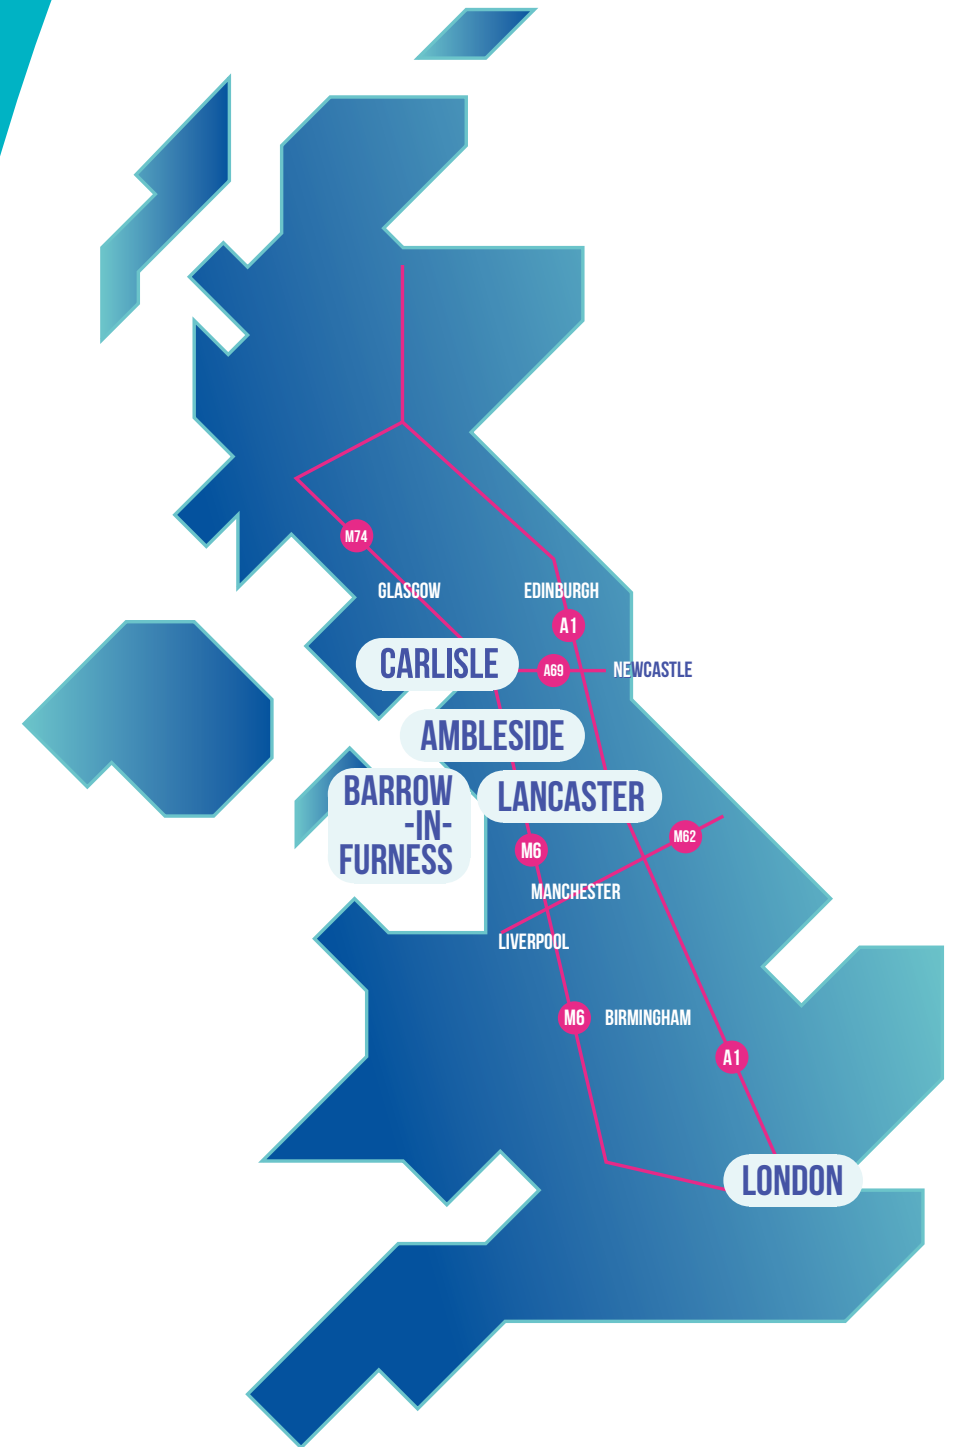 M74
GLASGOW
EDINBURGH
A1
CARLISLE
A69
NEWCASTLE
AMBLESIDE
BARROW
-IN-
FURNESS
LANCASTER
M62
M6
MANCHESTER
LIVERPOOL
M6
BIRMINGHAM
A1
LONDON